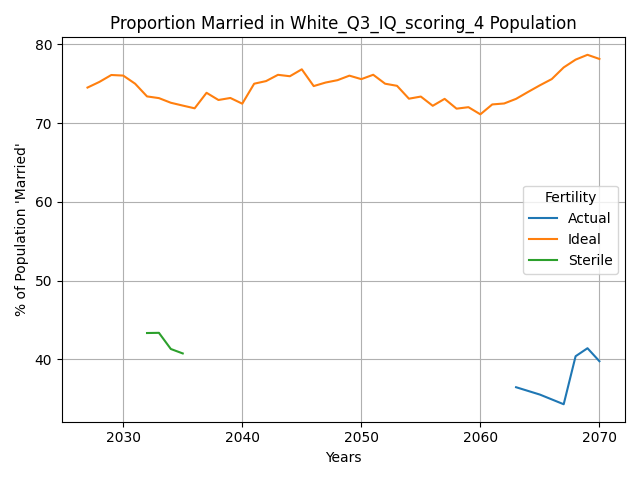 Proportion Married in White_Q3_IQ_scoring_4 Population
% of Population 'Married'
80
70
60
50
40
Fertility
Actual
Ideal
Sterile
2030 2040 2050 2060 2070
Years